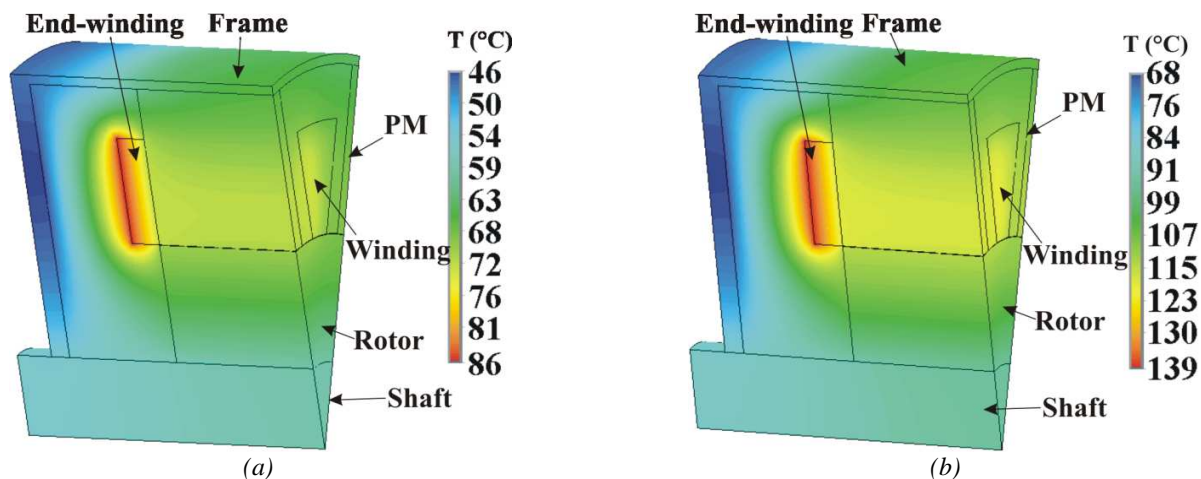 End-winding Frame
T (°C)
46
50
54
59
63
68
72
76
81
86
PM
Winding
Rotor
Shaft
(a)
End-winding Frame
T (°C)
68
76
84
91
99
107
115
123
130
139
PM
Winding
Rotor
Shaft
(b)